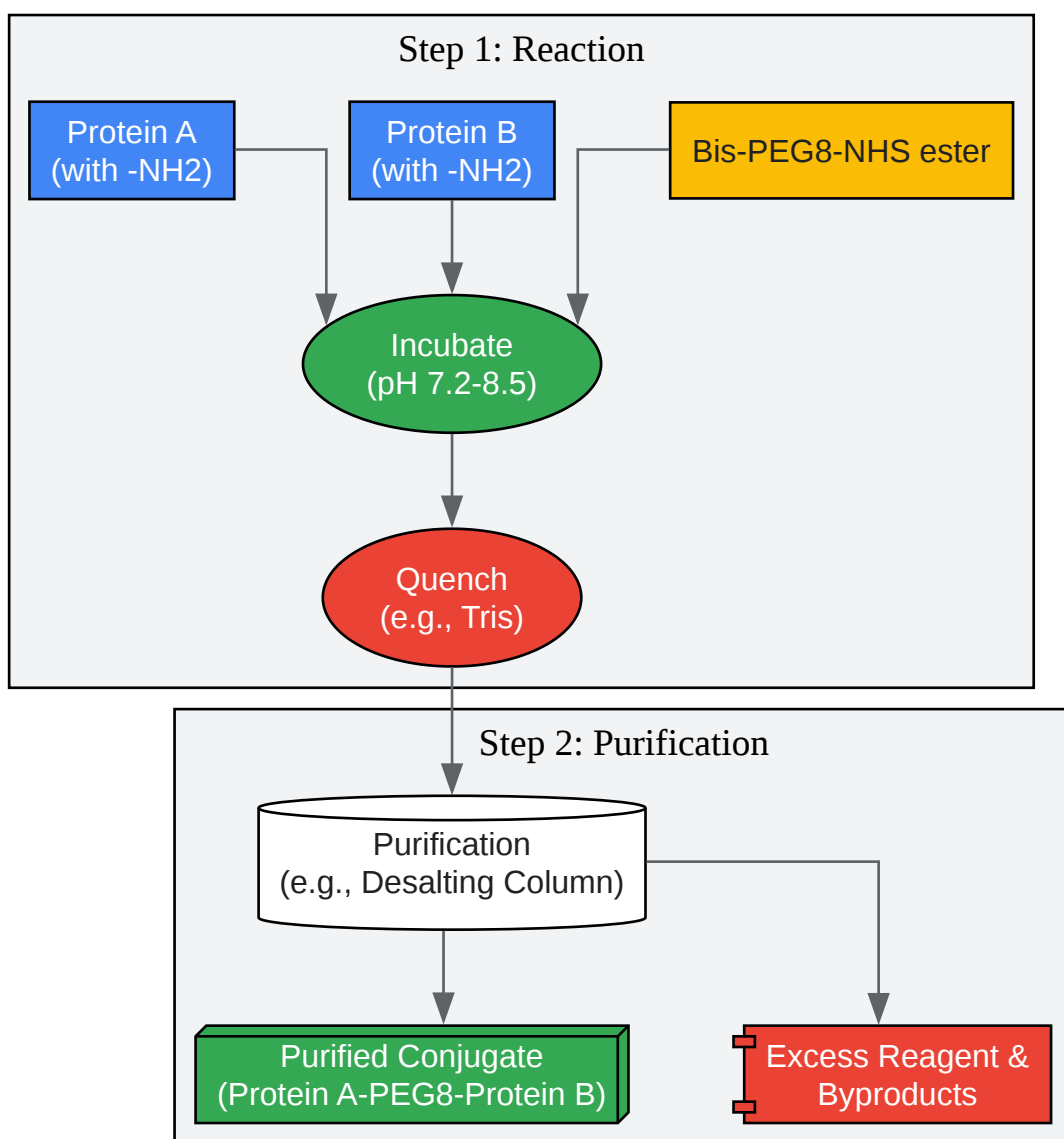 Step 1: Reaction
Protein A
(with -NH2)
Protein B
(with -NH2)
Bis-PEG8-NHS ester
Incubate
(pH 7.2-8.5)
Quench
(e.g., Tris)
Step 2: Purification
Purification
(e.g., Desalting Column)
Purified Conjugate
(Protein A-PEG8-Protein B)
Excess Reagent &
Byproducts